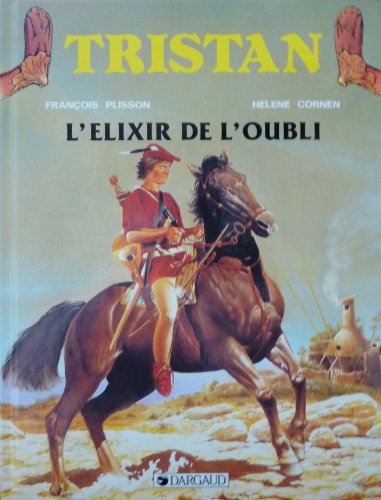 TRISTAN
FRANÇOIS PLISSON HELENE CORNEN
L'ELIXIR DE L'OUBLI
DARGAUD